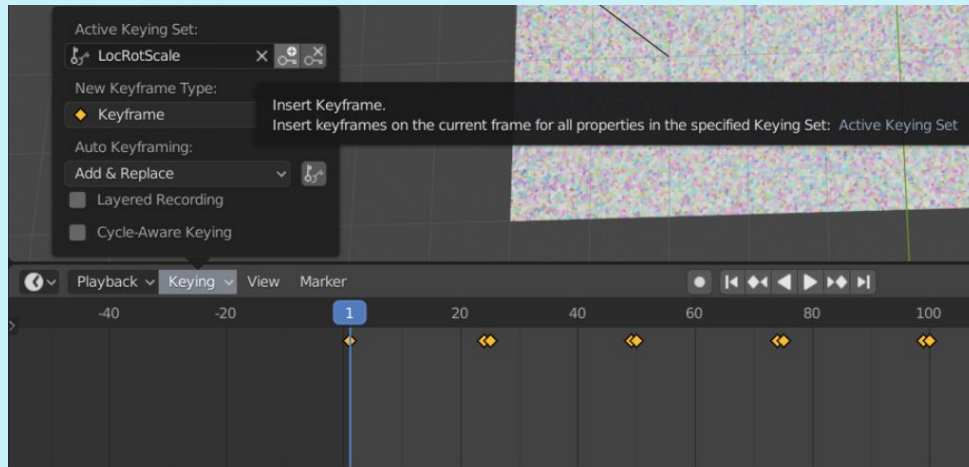 Active Keying Set:
LocRotScale
New Keyframe Type:
Keyframe
Insert Keyframe.
Insert keyframes on the current frame for all properties in the specified Keying Set: Active Keying Set
Auto Keyframing:
Add & Replace
Layered Recording
Cycle-Aware Keying
Playback Keying View Marker
-40 -20 1 20 40 60 80 100